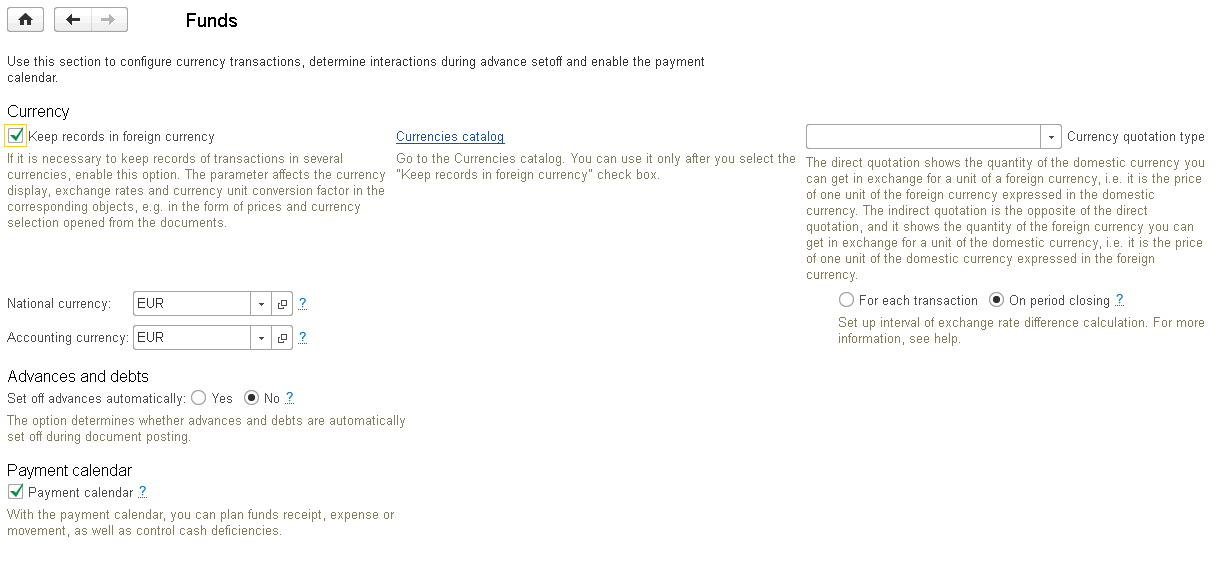 Funds
Use this section to configure currency transactions, determine interactions during advance setoff and enable the payment
calendar.
Currency
Keep records in foreign currency
If it is necessary to keep records of transactions in several
currencies, enable this option. The parameter affects the currency
display, exchange rates and currency unit conversion factor in the
corresponding objects, e.g. in the form of prices and currency
selection opened from the documents.
Currencies catalog
Go to the Currencies catalog. You can use it only after you select the
"Keep records in foreign currency" check box.
Currency quotation type
The direct quotation shows the quantity of the domestic currency you
can get in exchange for a unit of a foreign currency, i.e. it is the price
of one unit of the foreign currency expressed in the domestic
currency. The indirect quotation is the opposite of the direct
quotation, and it shows the quantity of the foreign currency you can
get in exchange for a unit of the domestic currency, i.e. it is the price
of one unit of the domestic currency expressed in the foreign
currency.
National currency: EUR ?
For each transaction On period closing ?
Set up interval of exchange rate difference calculation. For more
information, see help.
Accounting currency: EUR ?
Advances and debts
Set off advances automatically: Yes No ?
The option determines whether advances and debts are automatically
set off during document posting.
Payment calendar
Payment calendar ?
With the payment calendar, you can plan funds receipt, expense or
movement, as well as control cash deficiencies.